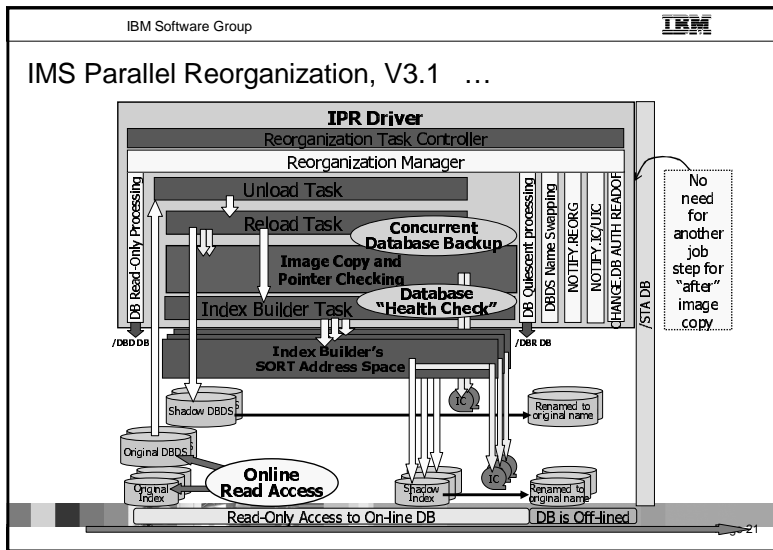 IBM Software Group
IBM
IMS Parallel Reorganization, V3.1 ...
IPR Driver
Reorganization Task Controller
Reorganization Manager
DB Read-Only Processing
Unload Task
Reload Task
Concurrent
Database Backup
Image Copy and
Pointer Checking
Index Builder Task
Database
"Health Check"
DB Quiescent processing
DBDS Name Swapping
NOTIFY.REORG
NOTIFY.IC/UIC
CHANGE.DB AUTH READOF
/STA DB
No
need
for
another
job
step for
"after"
image
copy
/DBD DB
/DBR DB
Index Builder's
SORT Address Space
Shadow DBDS
IC
Renamed to
original name
Original DBDS
Online
Read Access
Original
Index
Shadow
Index
IC
Renamed to
original name
Read-Only Access to On-line DB
DB is Off-lined
21